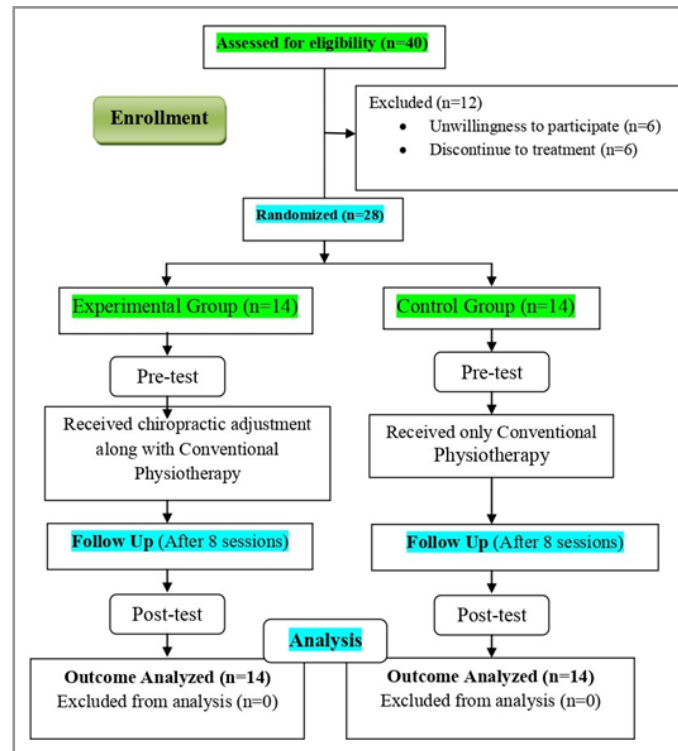 Assessed for eligibility (n=40)
Enrollment
Excluded (n=12)
• Unwillingness to participate (n=6)
• Discontinue to treatment (n=6)
Randomized (n=28)
Experimental Group (n=14)
Control Group (n=14)
Pre-test
Pre-test
Received chiropractic adjustment
along with Conventional
Physiotherapy
Received only Conventional
Physiotherapy
Follow Up (After 8 sessions)
Follow Up (After 8 sessions)
Post-test
Post-test
Analysis
Outcome Analyzed (n=14)
Excluded from analysis (n=0)
Outcome Analyzed (n=14)
Excluded from analysis (n=0)